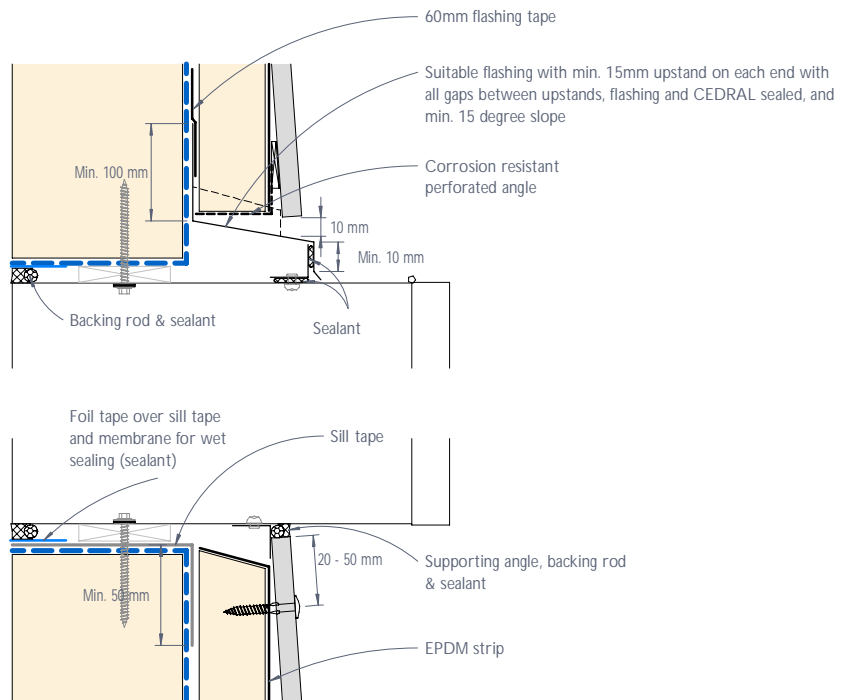 60mm flashing tape
Suitable flashing with min. 15mm upstand on each end with
all gaps between upstands, flashing and CEDRAL sealed, and
min. 15 degree slope
Min. 100 mm
Corrosion resistant
perforated angle
10 mm
Min. 10 mm
Backing rod & sealant
Sealant
Foil tape over sill tape
and membrane for wet
sealing (sealant)
Sill tape
20 - 50 mm
Supporting angle, backing rod
& sealant
Min. 50 mm
EPDM strip